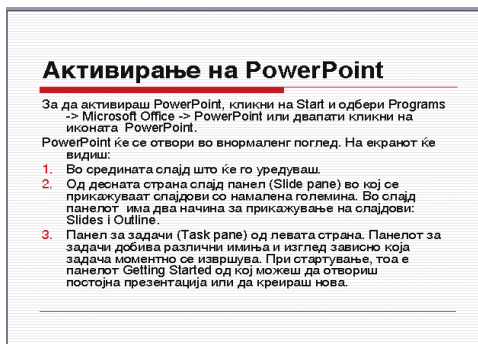 Активирање на PowerPoint
За да активираш PowerPoint, кликни на Start и одбери Programs
-> Microsoft Office -> PowerPoint или двапати кликни на
иконата PowerPoint.
PowerPoint ќе се отвори во внормаленг поглед. На екранот ќе
видиш:
1. Во средината слајд што ќе го уредуваш.
2. Од десната страна слајд панел (Slide pane) во кој се
прикажуваат слајдови со намалена големина. Во слајд
панелот има два начина за прикажување на слајдови:
Slides i Outline.
3. Панел за задачи (Task pane) од левата страна. Панелот за
задачи добива различни имиња и изглед зависно која
задача моментно се извршува. При стартување, тоа е
панелот Getting Started од кој можеш да отвориш
постојна презентација или да креираш нова.